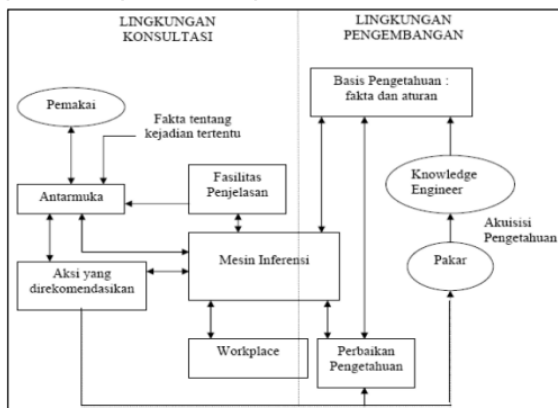 LINGKUNGAN
KONSULTASI
LINGKUNGAN
PENGEMBANGAN
Pemakai
Fakta tentang
kejadian tertentu
Basis Pengetahuan :
fakta dan aturan
Antarmuka
Fasilitas
Penjelasan
Knowledge
Engineer
Akuisisi
Pengetahuan
Aksi yang
direkomendasikan
Mesin Inferensi
Pakar
Workplace
Perbaikan
Pengetahuan